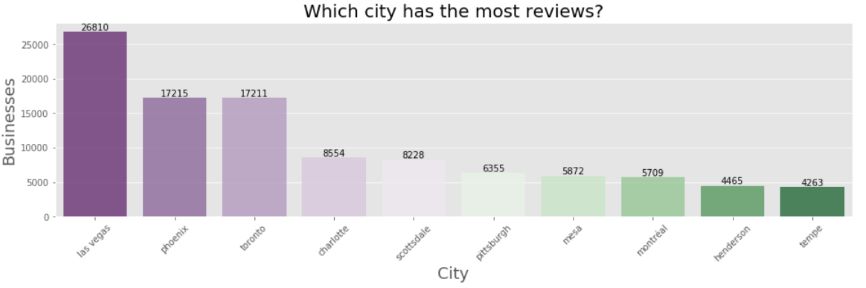 Which city has the most reviews?
Businesses
25000
20000
15000
10000
5000
0
26810
17215
17211
8554
8228
6355
5872
5709
4465
4263
las vegas
phoenix
toronto
charlotte
scottsdale
pittsburgh
mesa
montréal
henderson
tempe
City